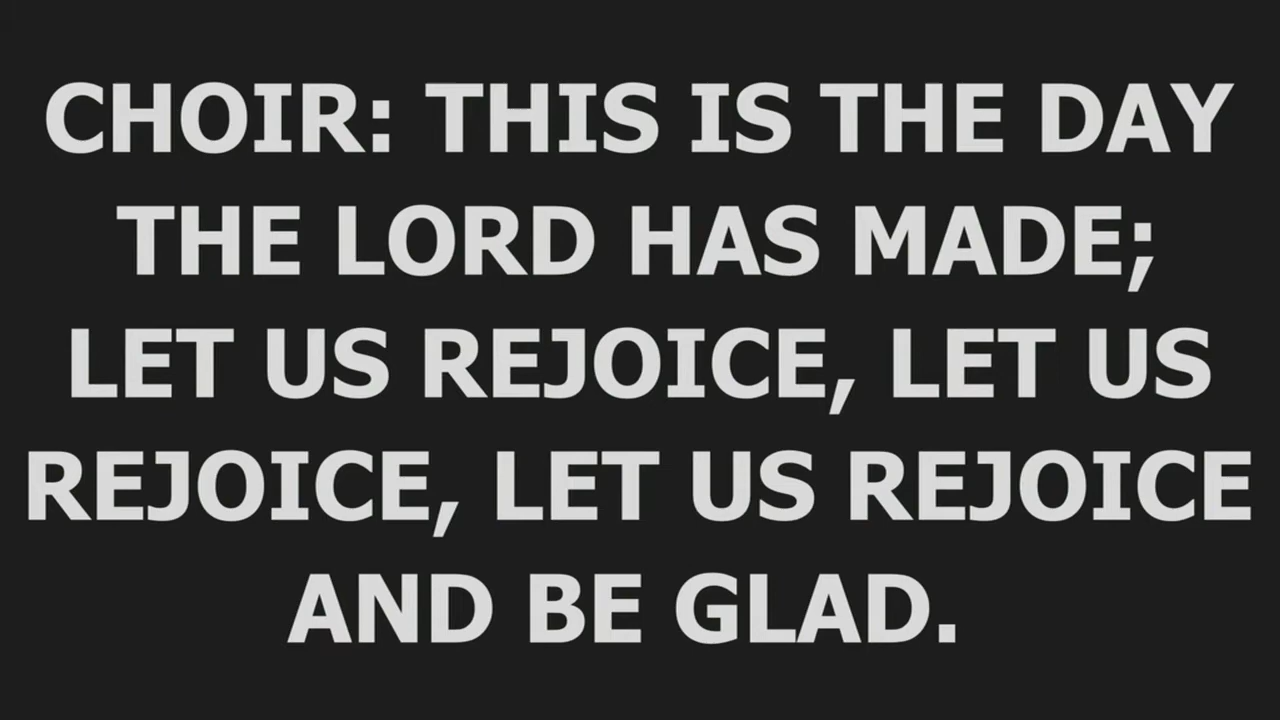 CHOIR: THIS IS THE DAY
THE LORD HAS MADE;
LET US REJOICE, LET US
REJOICE, LET US REJOICE
AND BE GLAD.